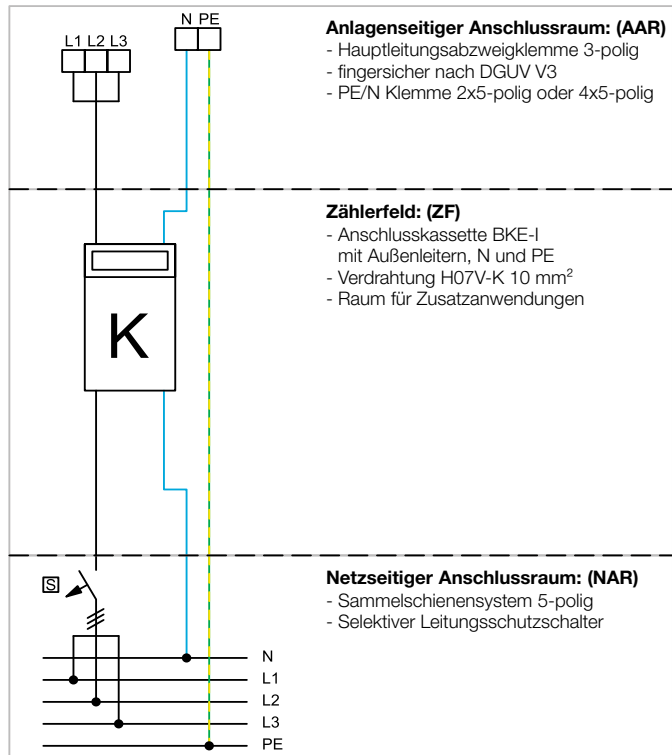 L1 L2 L3
N PE
Anlagenseitiger Anschlussraum: (AAR)
- Hauptleitungsabzweigklemme 3-polig
- fingersicher nach DGUV V3
- PE/N Klemme 2x5-polig oder 4x5-polig
K
Zählerfeld: (ZF)
- Anschlusskassette BKE-I
mit Außenleitern, N und PE
- Verdrahtung H07V-K 10 mm²
- Raum für Zusatzanwendungen
S
Netzseitiger Anschlussraum: (NAR)
- Sammelschienensystem 5-polig
- Selektiver Leitungsschutzschalter
N
L1
L2
L3
PE